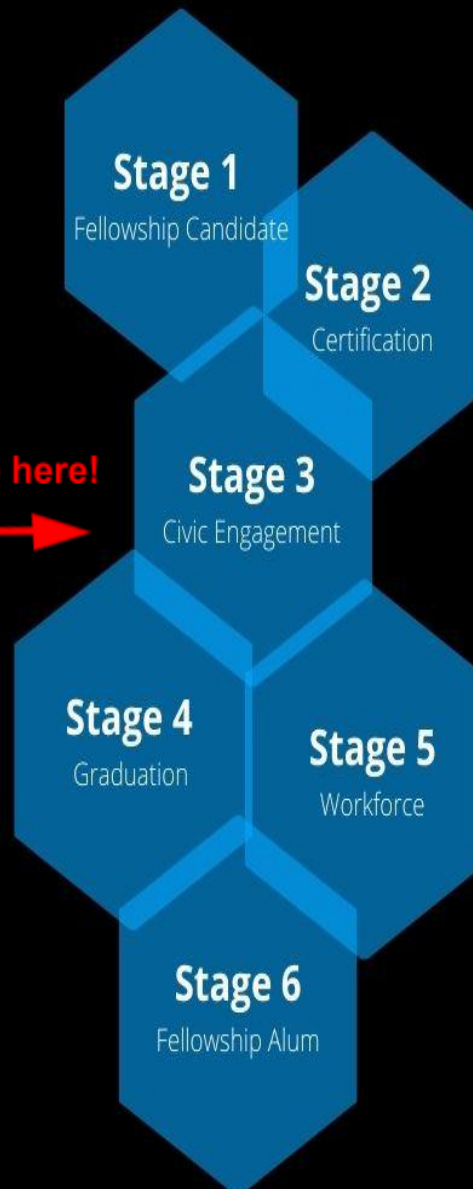 Stage 1
Fellowship Candidate
Stage 2
Certification
here!
Stage 3
Civic Engagement
Stage 4
Graduation
Stage 5
Workforce
Stage 6
Fellowship Alum